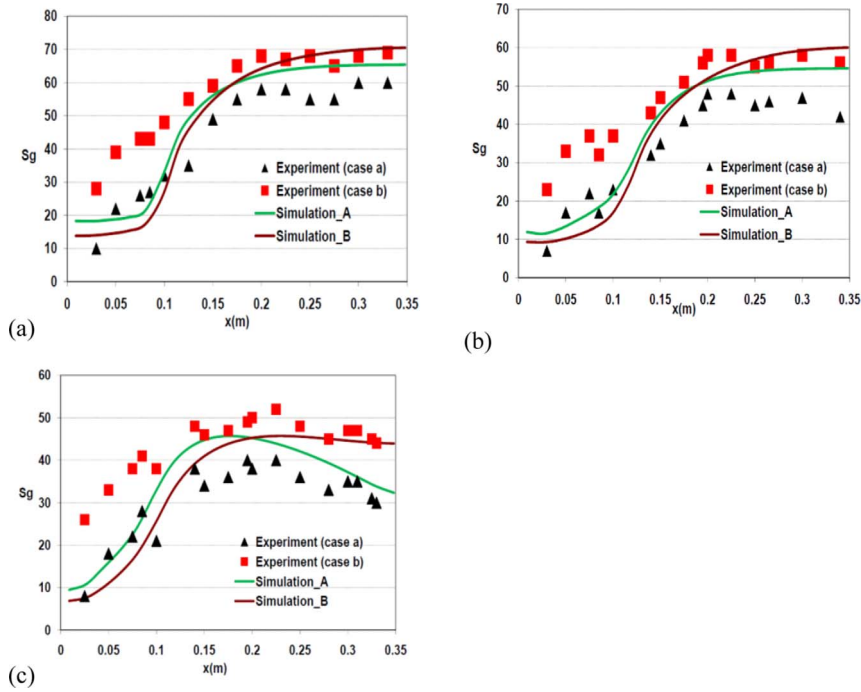 80
70
60
50
Sg 40
30
20
10
0
0 0.05 0.1 0.15 0.2 0.25 0.3 0.35
x(m)
Experiment (case a)
Experiment (case b)
Simulation_A
Simulation_B
(a)
70
60
50
40
Sg
30
20
10
0
0 0.05 0.1 0.15 0.2 0.25 0.3 0.35
x(m)
Experiment (case a)
Experiment (case b)
Simulation_A
Simulation_B
(b)
60
50
40
Sg
30
20
10
0
0 0.05 0.1 0.15 0.2 0.25 0.3 0.35
x(m)
Experiment (case a)
Experiment (case b)
Simulation_A
Simulation_B
(c)